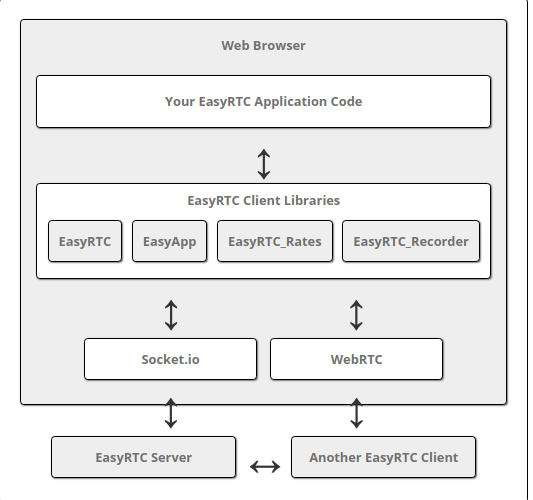 Web Browser
Your EasyRTC Application Code
EasyRTC Client Libraries
EasyRTC EasyApp EasyRTC_Rates EasyRTC_Recorder
Socket.io WebRTC
EasyRTC Server Another EasyRTC Client